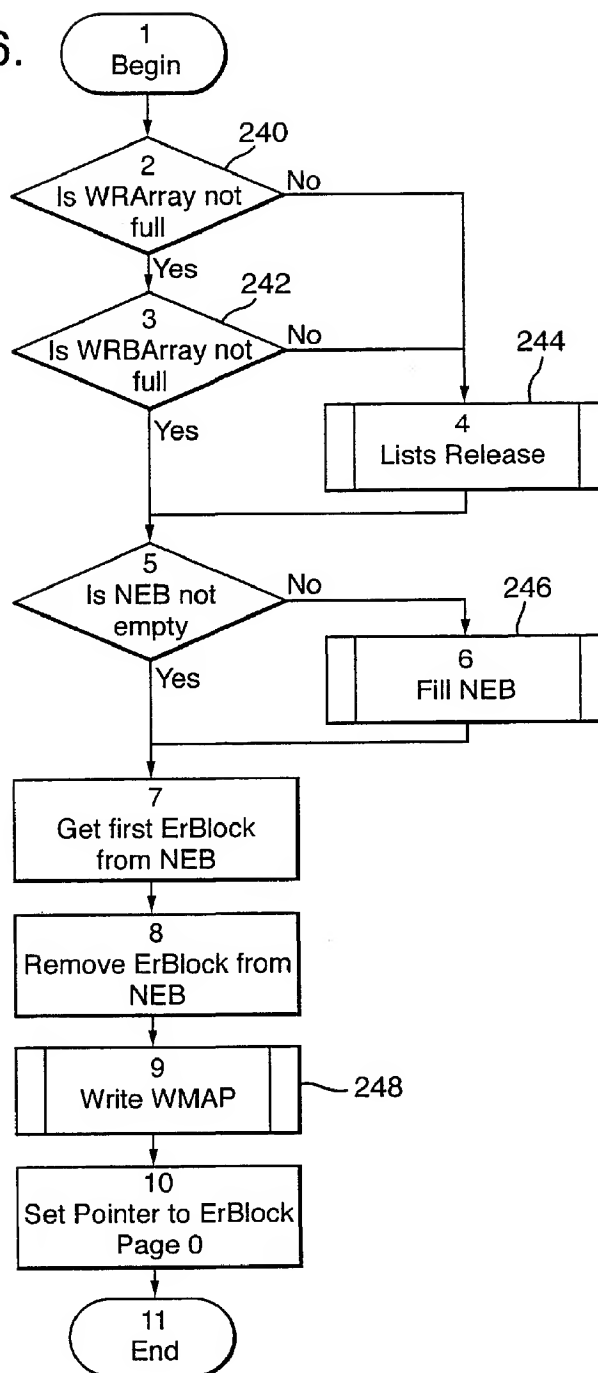 6.
1
Begin
240
2
Is WRArray not
full
No
Yes
242
3
Is WRBArray not
full
No
Yes
244
4
Lists Release
5
Is NEB not
empty
No
Yes
246
6
Fill NEB
7
Get first ErBlock
from NEB
8
Remove ErBlock from
NEB
9
Write WMAP
248
10
Set Pointer to ErBlock
Page 0
11
End